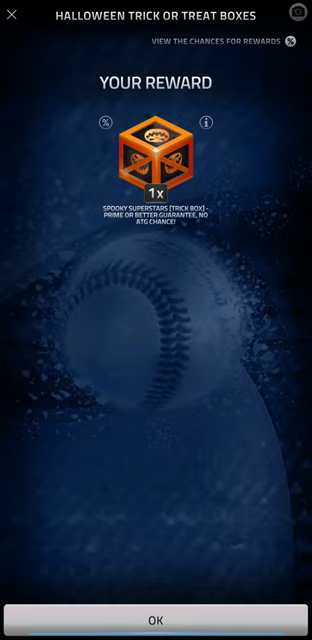 HALLOWEEN TRICK OR TREAT BOXES
VIEW THE CHANCES FOR REWARDS %
YOUR REWARD
% i
1x
SPOOKY SUPERSTARS [TRICK BOX] -
PRIME OR BETTER GUARANTEE, NO
ATG CHANCE!
OK